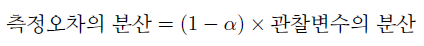 측정오차의 분산 = (1 − α) × 관찰변수의 분산